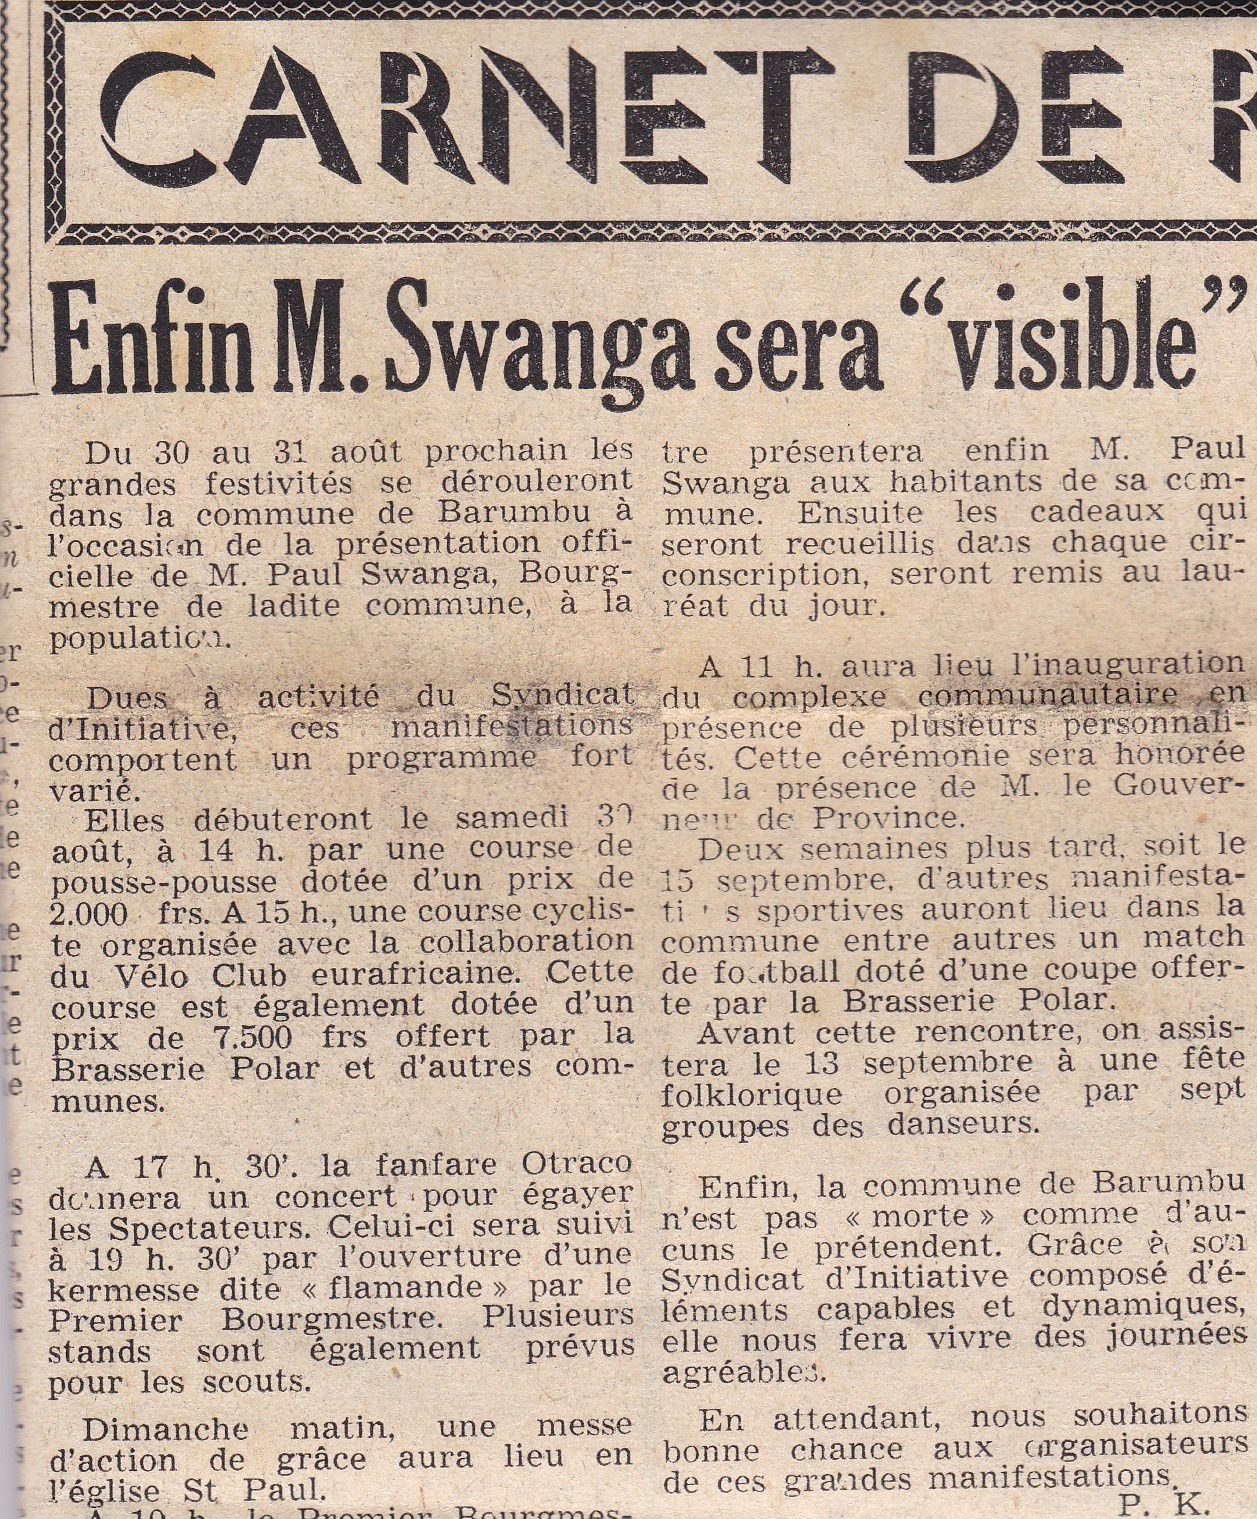 CARNET DE
Enfin M. Swanga sera “visible”
Du 30 au 31 août prochain les
grandes festivités se dérouleront
dans la commune de Barumbu à
l'occasion de la présentation offi-
cielle de M. Paul Swanga, Bourg-
mestre de ladite commune, à la
population.
Dues à activité du Syndicat
d'Initiative, ces manifestations
comportent un programme fort
varié.
Elles débuteront le samedi 30
août, à 14 h. par une course de
pousse-pousse dotée d'un prix de
2.000 frs. A 15 h., une course cyclis-
te organisée avec la collaboration
du Vélo Club eurafricaine. Cette
course est également dotée d'un
prix de 7.500 frs offert par la
Brasserie Polar et d'autres com-
munes.
A 17 h. 30'. la fanfare Otraco
donnera un concert pour égayer
les Spectateurs. Celui-ci sera suivi
à 19 h. 30' par l'ouverture d'une
kermesse dite « flamande » par le
Premier Bourgmestre. Plusieurs
stands sont également prévus
pour les scouts.
Dimanche matin, une messe
d'action de grâce aura lieu en
l'église St Paul.
A 10 h. le Premier Bourgmes-
tre présentera enfin M. Paul
Swanga aux habitants de sa com-
mune. Ensuite les cadeaux qui
seront recueillis dans chaque cir-
conscription, seront remis au lau-
réat du jour.
A 11 h. aura lieu l'inauguration
du complexe communautaire en
présence de plusieurs personnali-
tés. Cette cérémonie sera honorée
de la présence de M. le Gouver-
neur de Province.
Deux semaines plus tard, soit le
15 septembre, d'autres manifesta-
tions sportives auront lieu dans la
commune entre autres un match
de football doté d'une coupe offer-
te par la Brasserie Polar.
Avant cette rencontre, on assis-
tera le 13 septembre à une fête
folklorique organisée par sept
groupes des danseurs.
Enfin, la commune de Barumbu
n'est pas « morte » comme d'au-
cuns le prétendent. Grâce à son
Syndicat d'Initiative composé d'é-
léments capables et dynamiques,
elle nous fera vivre des journées
agréables.
En attendant, nous souhaitons
bonne chance aux organisateurs
de ces grandes manifestations.
P. K.